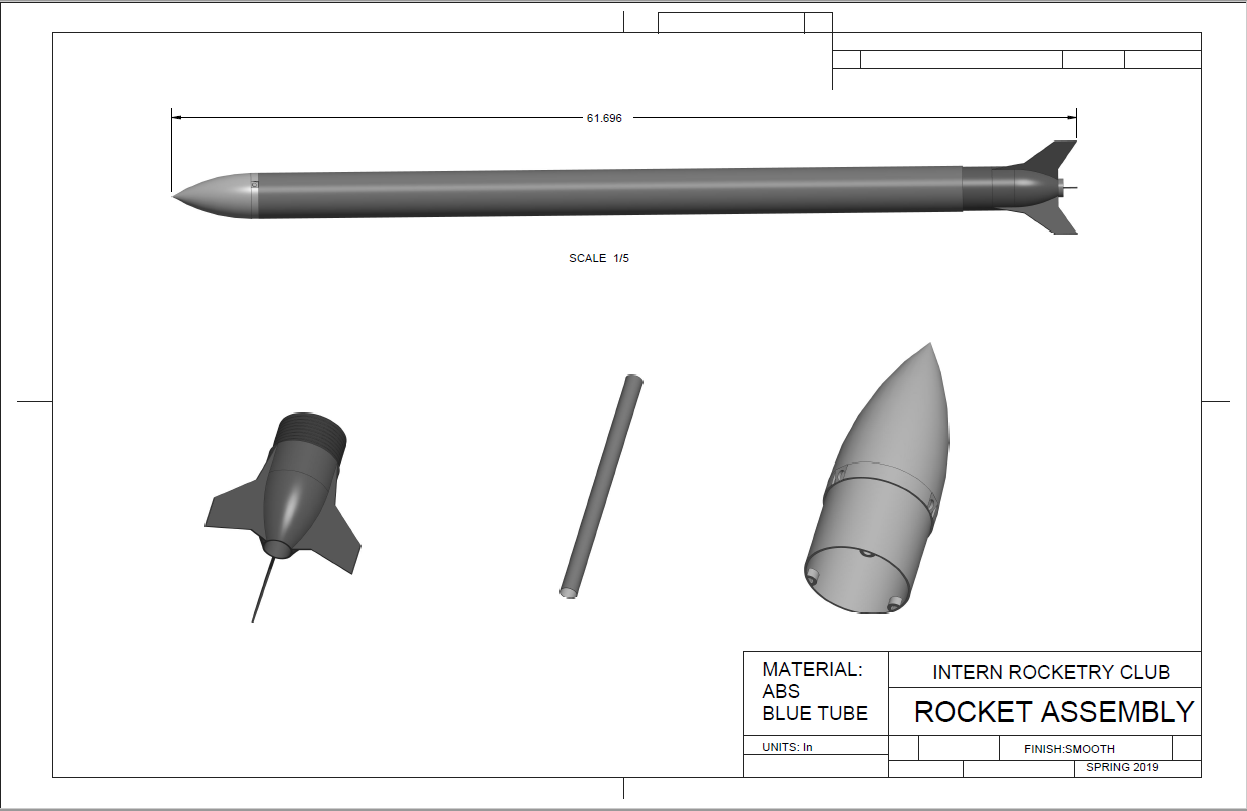 61.696
SCALE 1/5
MATERIAL:
ABS
BLUE TUBE
INTERN ROCKETRY CLUB
ROCKET ASSEMBLY
UNITS: In
FINISH:SMOOTH
SPRING 2019